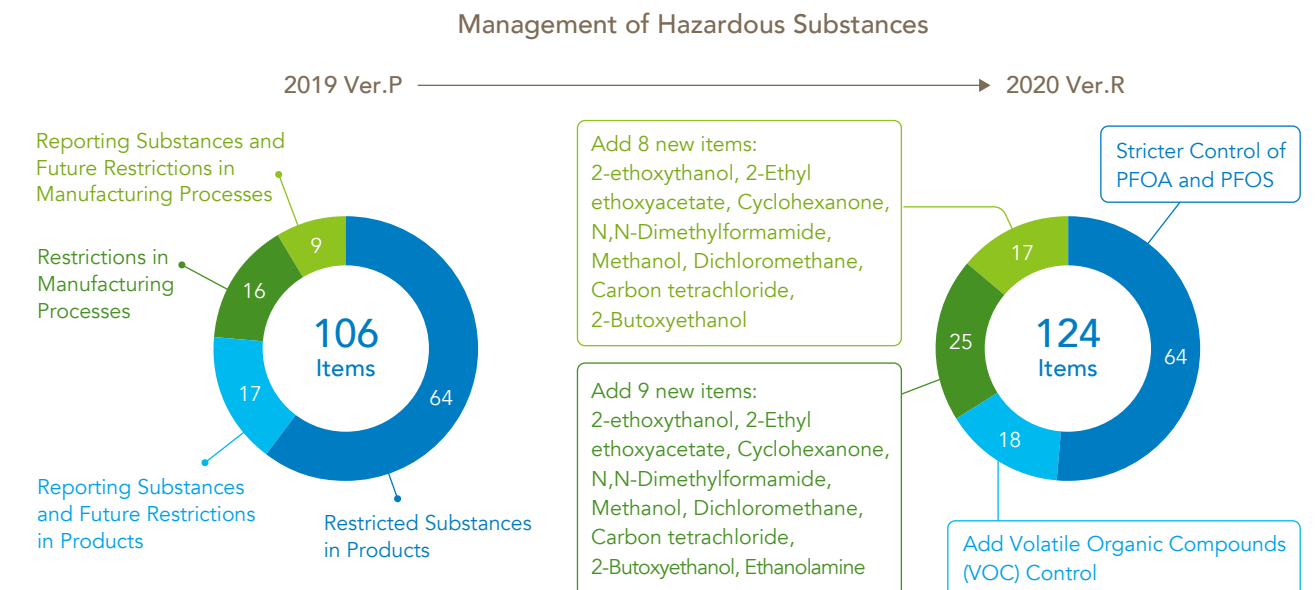 Management of Hazardous Substances
2019 Ver.P
2020 Ver.R
Reporting Substances and
Future Restrictions in
Manufacturing Processes
Restrictions in
Manufacturing
Processes
Reporting Substances
and Future Restrictions
in Products
Restricted Substances
in Products
9
16
17
64
106
Items
Add 8 new items:
2-ethoxythanol, 2-Ethyl
ethoxyacetate, Cyclohexanone,
N,N-Dimethylformamide,
Methanol, Dichloromethane,
Carbon tetrachloride,
2-Butoxyethanol
Add 9 new items:
2-ethoxythanol, 2-Ethyl
ethoxyacetate, Cyclohexanone,
N,N-Dimethylformamide,
Methanol, Dichloromethane,
Carbon tetrachloride,
2-Butoxyethanol, Ethanolamine
Stricter Control of
PFOA and PFOS
17
25
18
64
124
Items
Add Volatile Organic Compounds
(VOC) Control